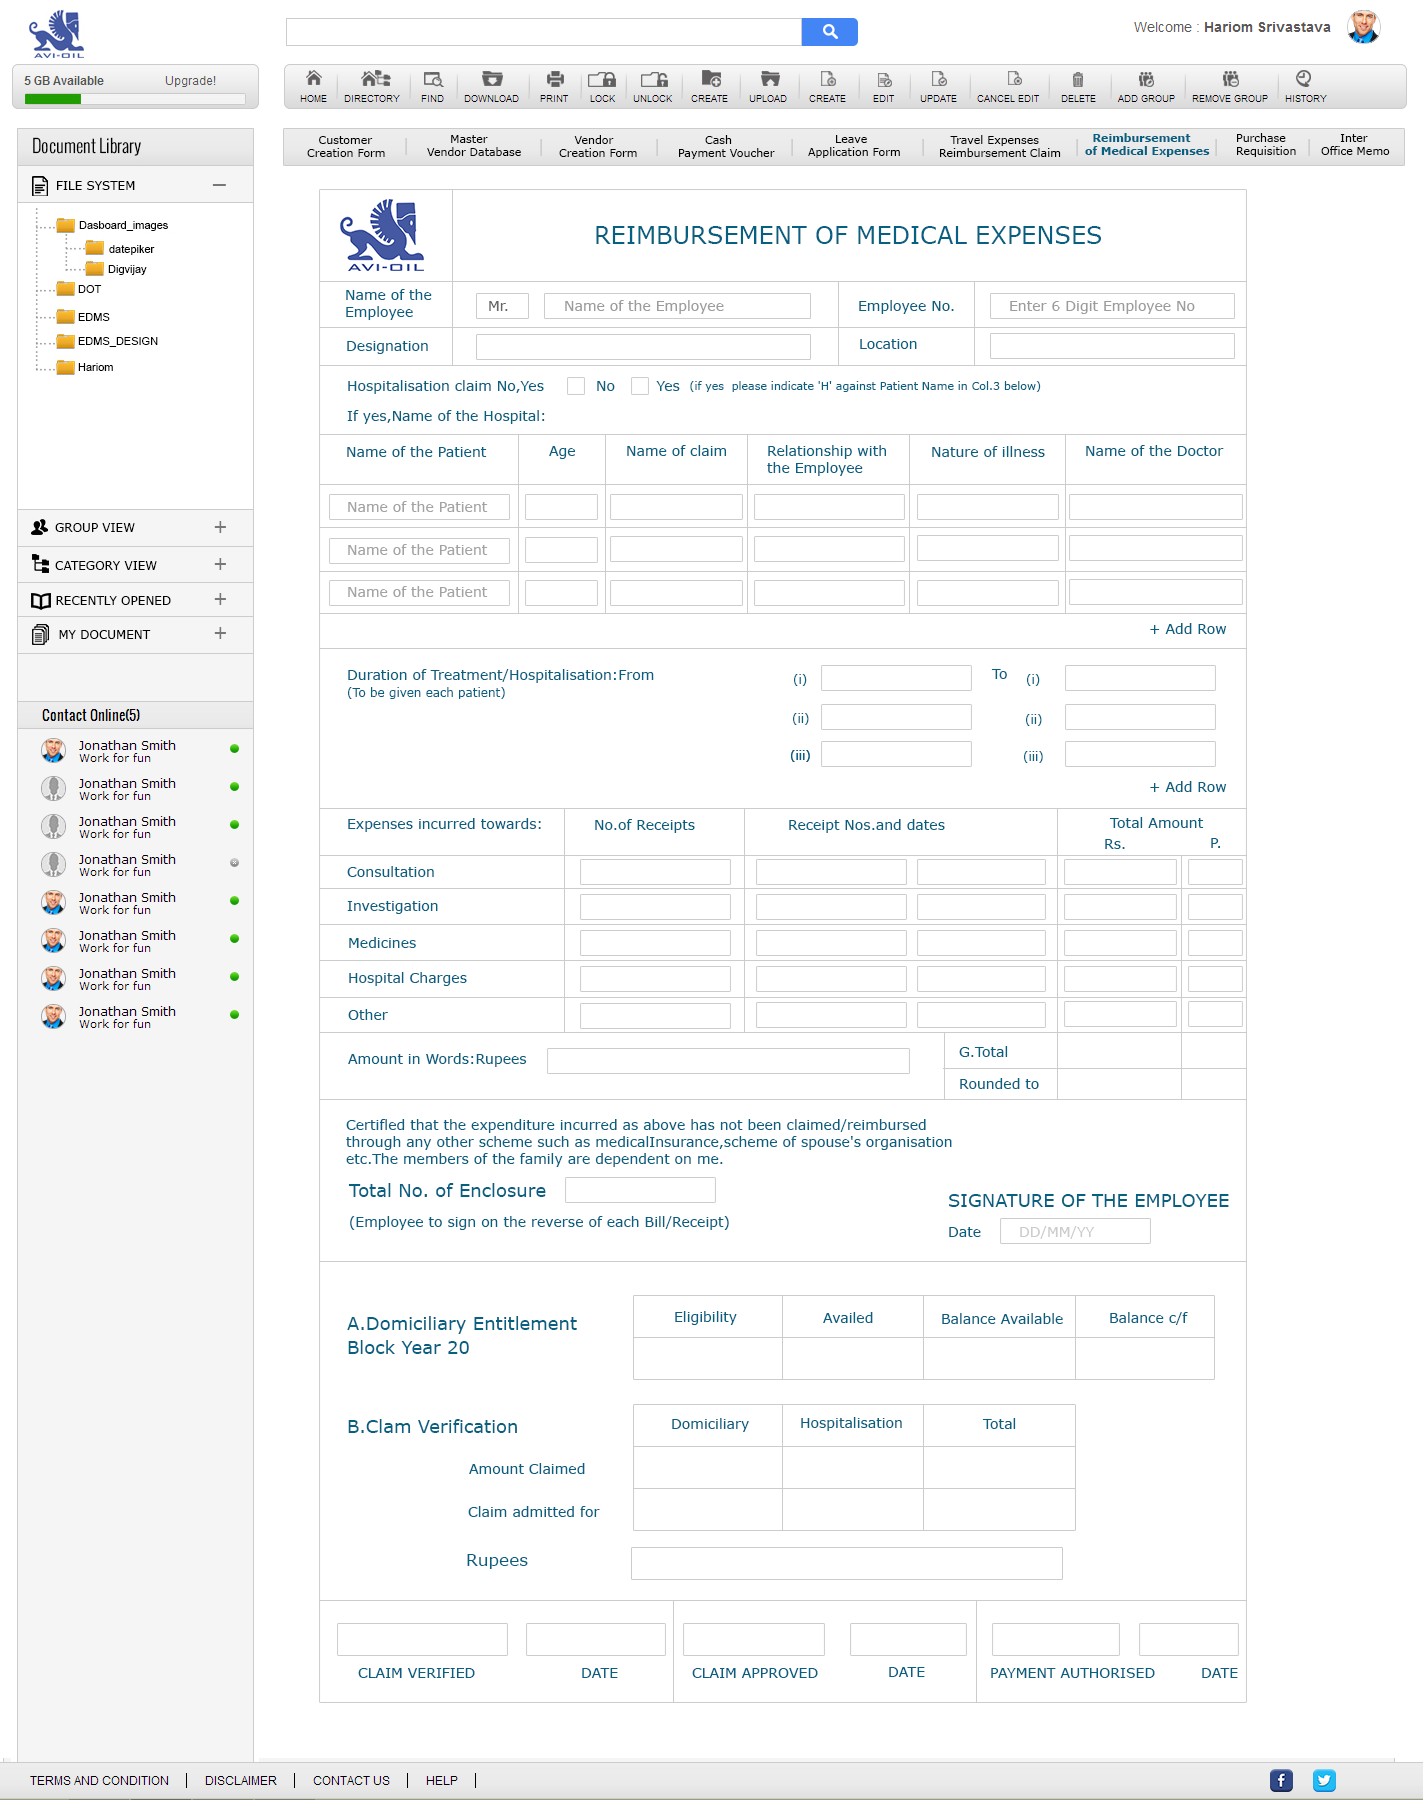 AVI-OIL
Welcome : Hariom Srivastava
5 GB Available Upgrade!
HOME DIRECTORY FIND DOWNLOAD PRINT LOCK UNLOCK CREATE UPLOAD CREATE EDIT UPDATE CANCEL EDIT DELETE ADD GROUP REMOVE GROUP HISTORY
Customer
Creation Form
Master
Vendor Database
Vendor
Creation Form
Cash
Payment Voucher
Leave
Application Form
Travel Expenses
Reimbursement Claim
Reimbursement
of Medical Expenses
Purchase
Requisition
Inter
Office Memo
Document Library
FILE SYSTEM
Dasboard_images
datepiker
Digvijay
DOT
EDMS
EDMS_DESIGN
Hariom
GROUP VIEW
CATEGORY VIEW
RECENTLY OPENED
MY DOCUMENT
Contact Online(5)
Jonathan Smith
Work for fun
Jonathan Smith
Work for fun
Jonathan Smith
Work for fun
Jonathan Smith
Work for fun
Jonathan Smith
Work for fun
Jonathan Smith
Work for fun
Jonathan Smith
Work for fun
Jonathan Smith
Work for fun
AVI-OIL
REIMBURSEMENT OF MEDICAL EXPENSES
Name of the
Employee
Mr. Name of the Employee
Employee No. Enter 6 Digit Employee No
Designation
Location
Hospitalisation claim No,Yes No Yes (if yes please indicate 'H' against Patient Name in Col.3 below)
If yes,Name of the Hospital:
Name of the Patient Age Name of claim
Relationship with
the Employee
Nature of illness Name of the Doctor
Name of the Patient
Name of the Patient
Name of the Patient
+ Add Row
Duration of Treatment/Hospitalisation:From (i) To (i)
(To be given each patient)
(ii) (ii)
(iii) (iii)
+ Add Row
Expenses incurred towards: No.of Receipts Receipt Nos.and dates Total Amount
Rs. P.
Consultation
Investigation
Medicines
Hospital Charges
Other
Amount in Words:Rupees
G.Total
Rounded to
Certifled that the expenditure incurred as above has not been claimed/reimbursed
through any other scheme such as medicalInsurance,scheme of spouse's organisation
etc.The members of the family are dependent on me.
Total No. of Enclosure
(Employee to sign on the reverse of each Bill/Receipt)
SIGNATURE OF THE EMPLOYEE
Date DD/MM/YY
A.Domiciliary Entitlement
Block Year 20
Eligibility Availed Balance Available Balance c/f
B.Clam Verification
Domiciliary Hospitalisation Total
Amount Claimed
Claim admitted for
Rupees
CLAIM VERIFIED DATE CLAIM APPROVED DATE PAYMENT AUTHORISED DATE
TERMS AND CONDITION DISCLAIMER CONTACT US HELP